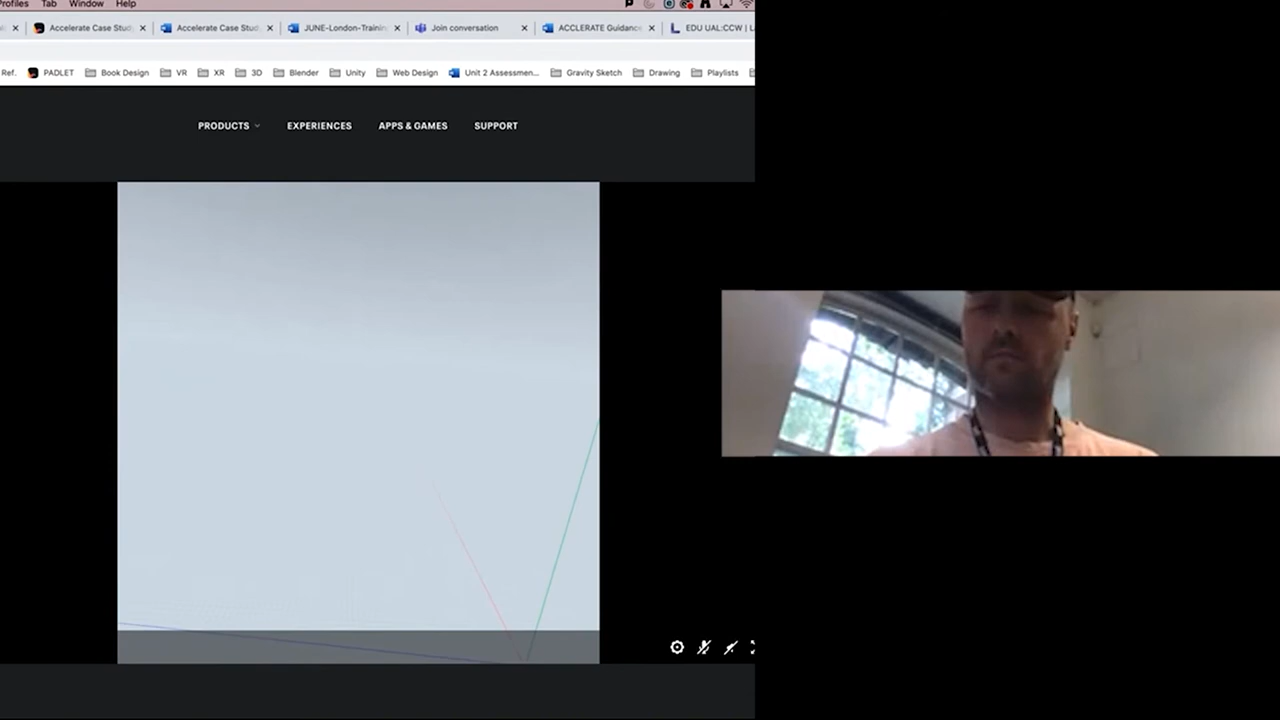 Profiles Tab Window Help
Accelerate Case Stud Accelerate Case Stud JUNE-London-Trainin Join conversation ACCLERATE Guidance EDU UAL:CCW | L
Ref. PADLET Book Design VR XR 3D Blender Unity Web Design Unit 2 Assessmen... Gravity Sketch Drawing Playlists
PRODUCTS EXPERIENCES APPS & GAMES SUPPORT